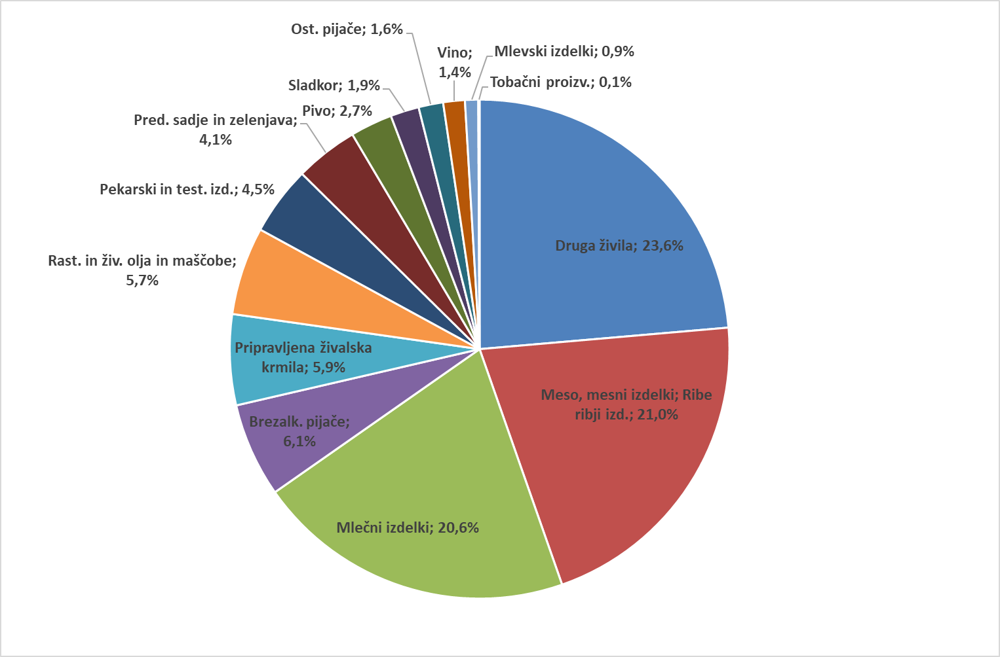 Ost. pijače; 1,6%
Vino;
1,4%
Mlevski izdelki; 0,9%
Tobačni proizv.; 0,1%
Sladkor; 1,9%
Pivo; 2,7%
Pred. sadje in zelenjava;
4,1%
Pekarski in test. izd.; 4,5%
Rast. in živ. olja in maščobe;
5,7%
Druga živila; 23,6%
Pripravljena živalska
krmila; 5,9%
Meso, mesni izdelki; Ribe
ribji izd.; 21,0%
Brezalk. pijače;
6,1%
Mlečni izdelki; 20,6%